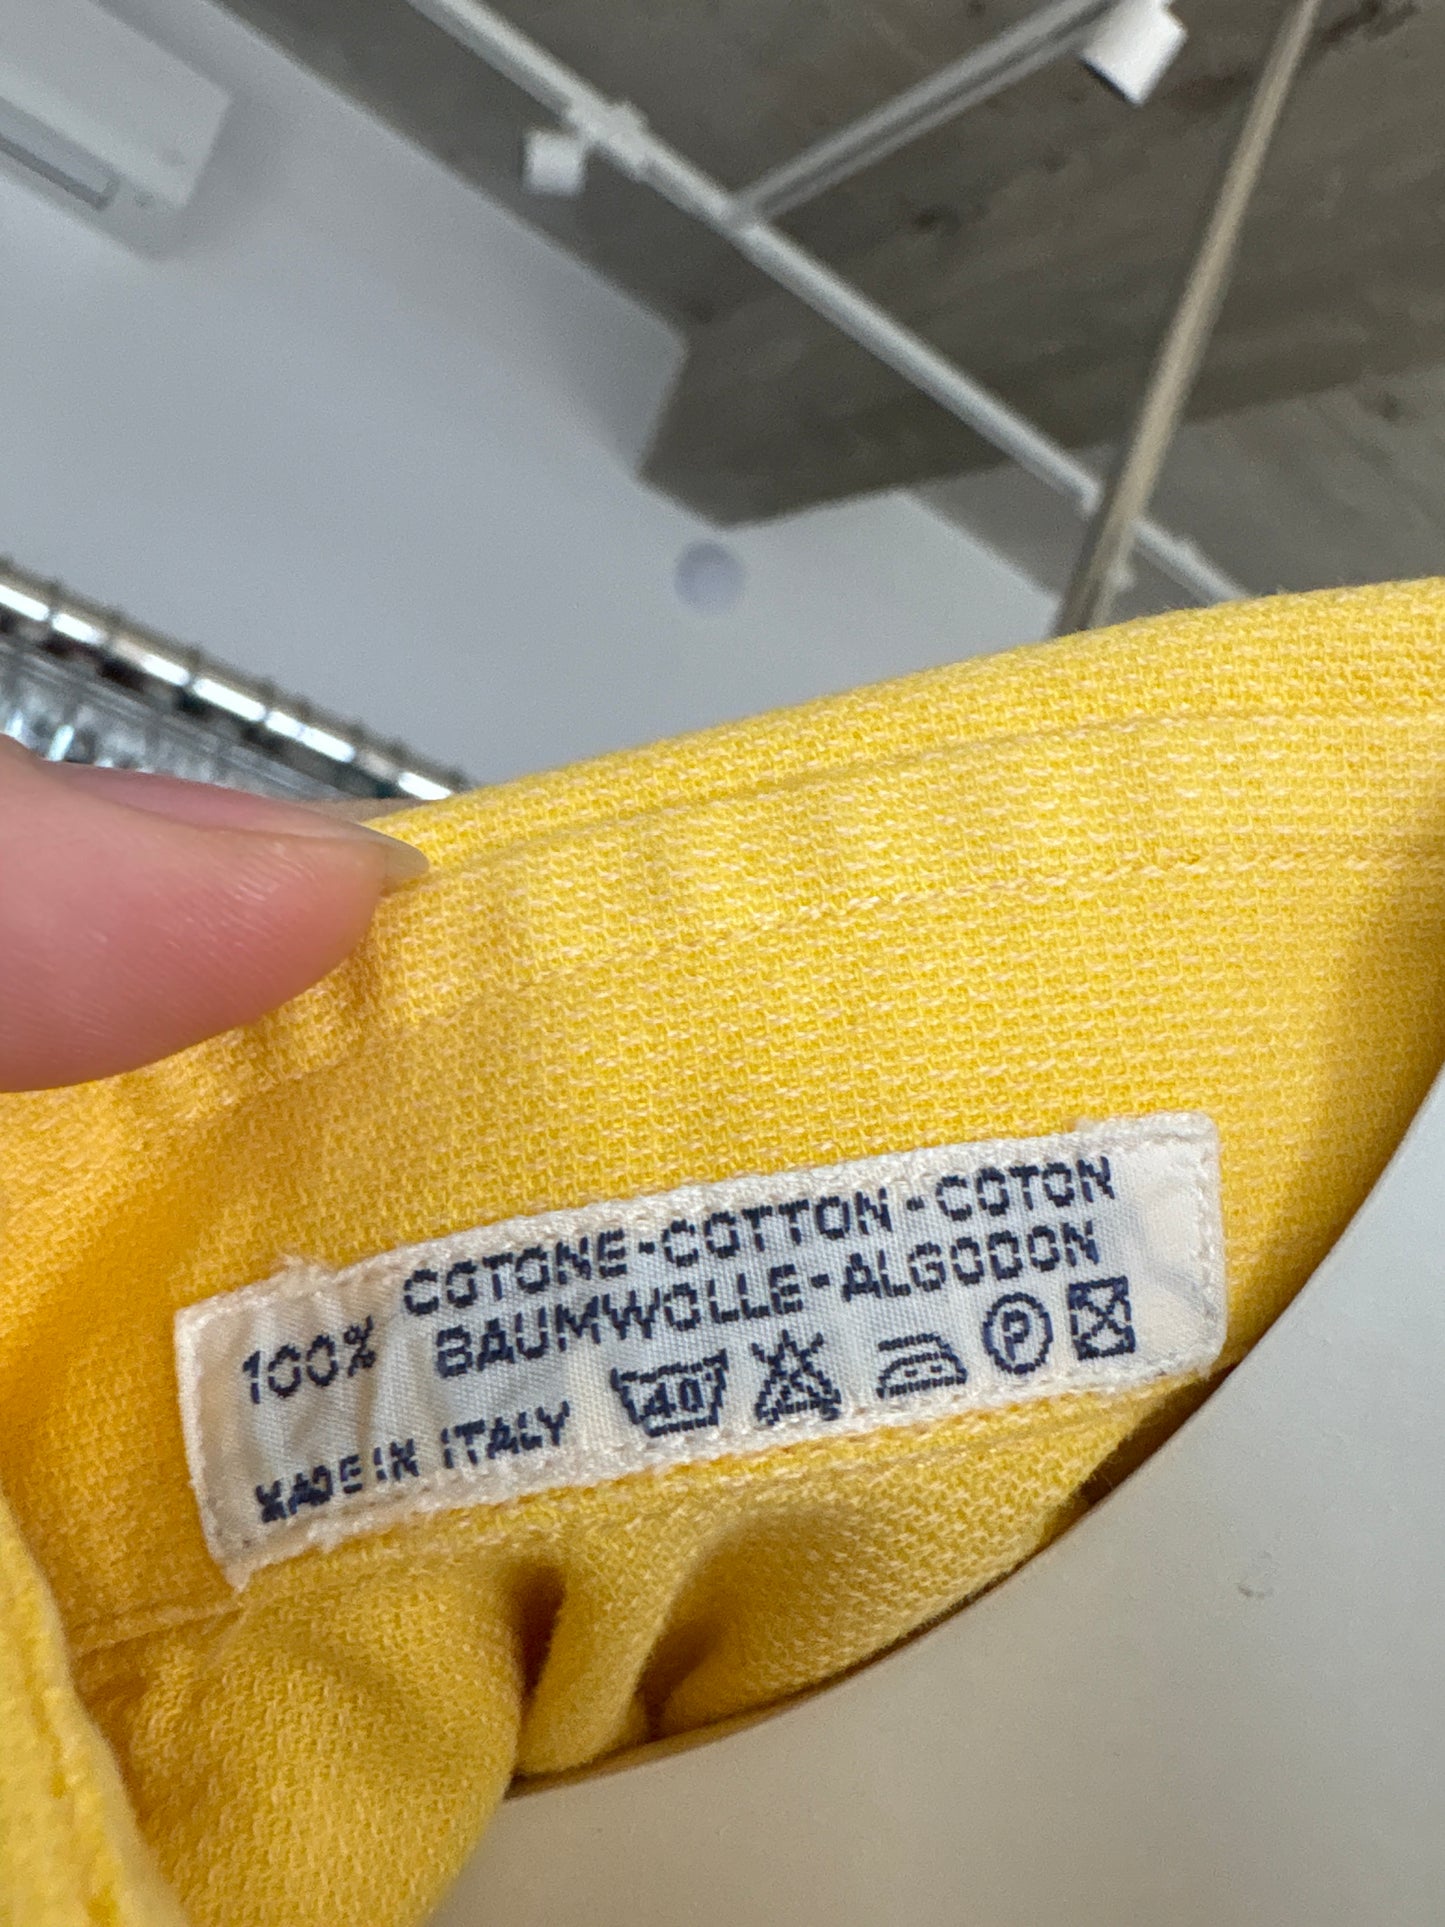 100% COTONE-COTTON-COTON
BAUMWOLLE-ALGODON
MADE IN ITALY 40 P